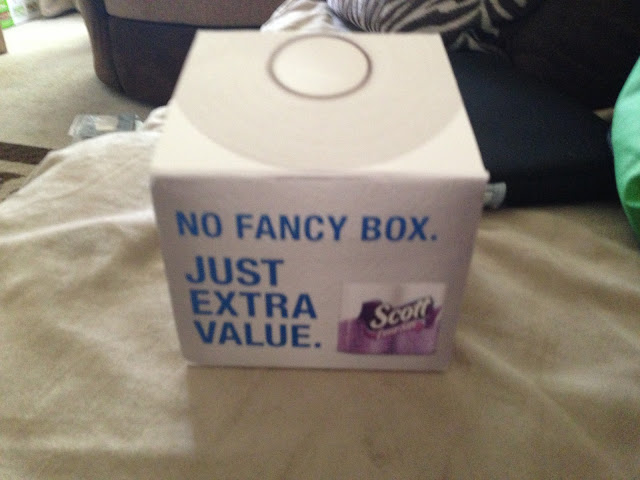 NO FANCY BOX.
JUST
EXTRA
VALUE.
Scott